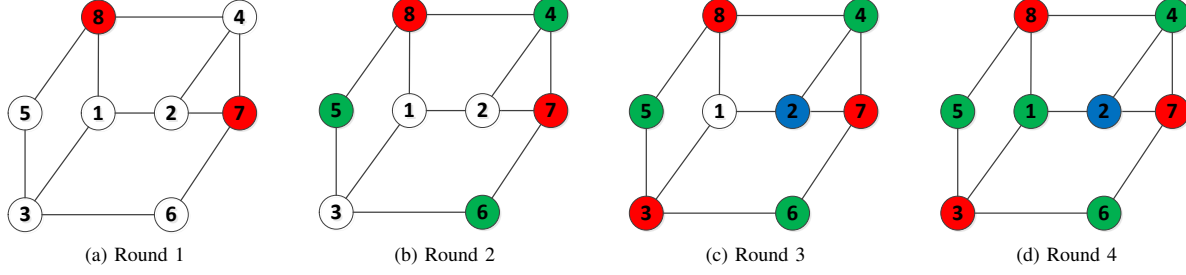 8 4 8 4 8 4 8 4
5 1 2 7 5 1 2 7 5 1 2 7 5 1 2 7
3 6 3 6 3 6 3 6
(a) Round 1 (b) Round 2 (c) Round 3 (d) Round 4